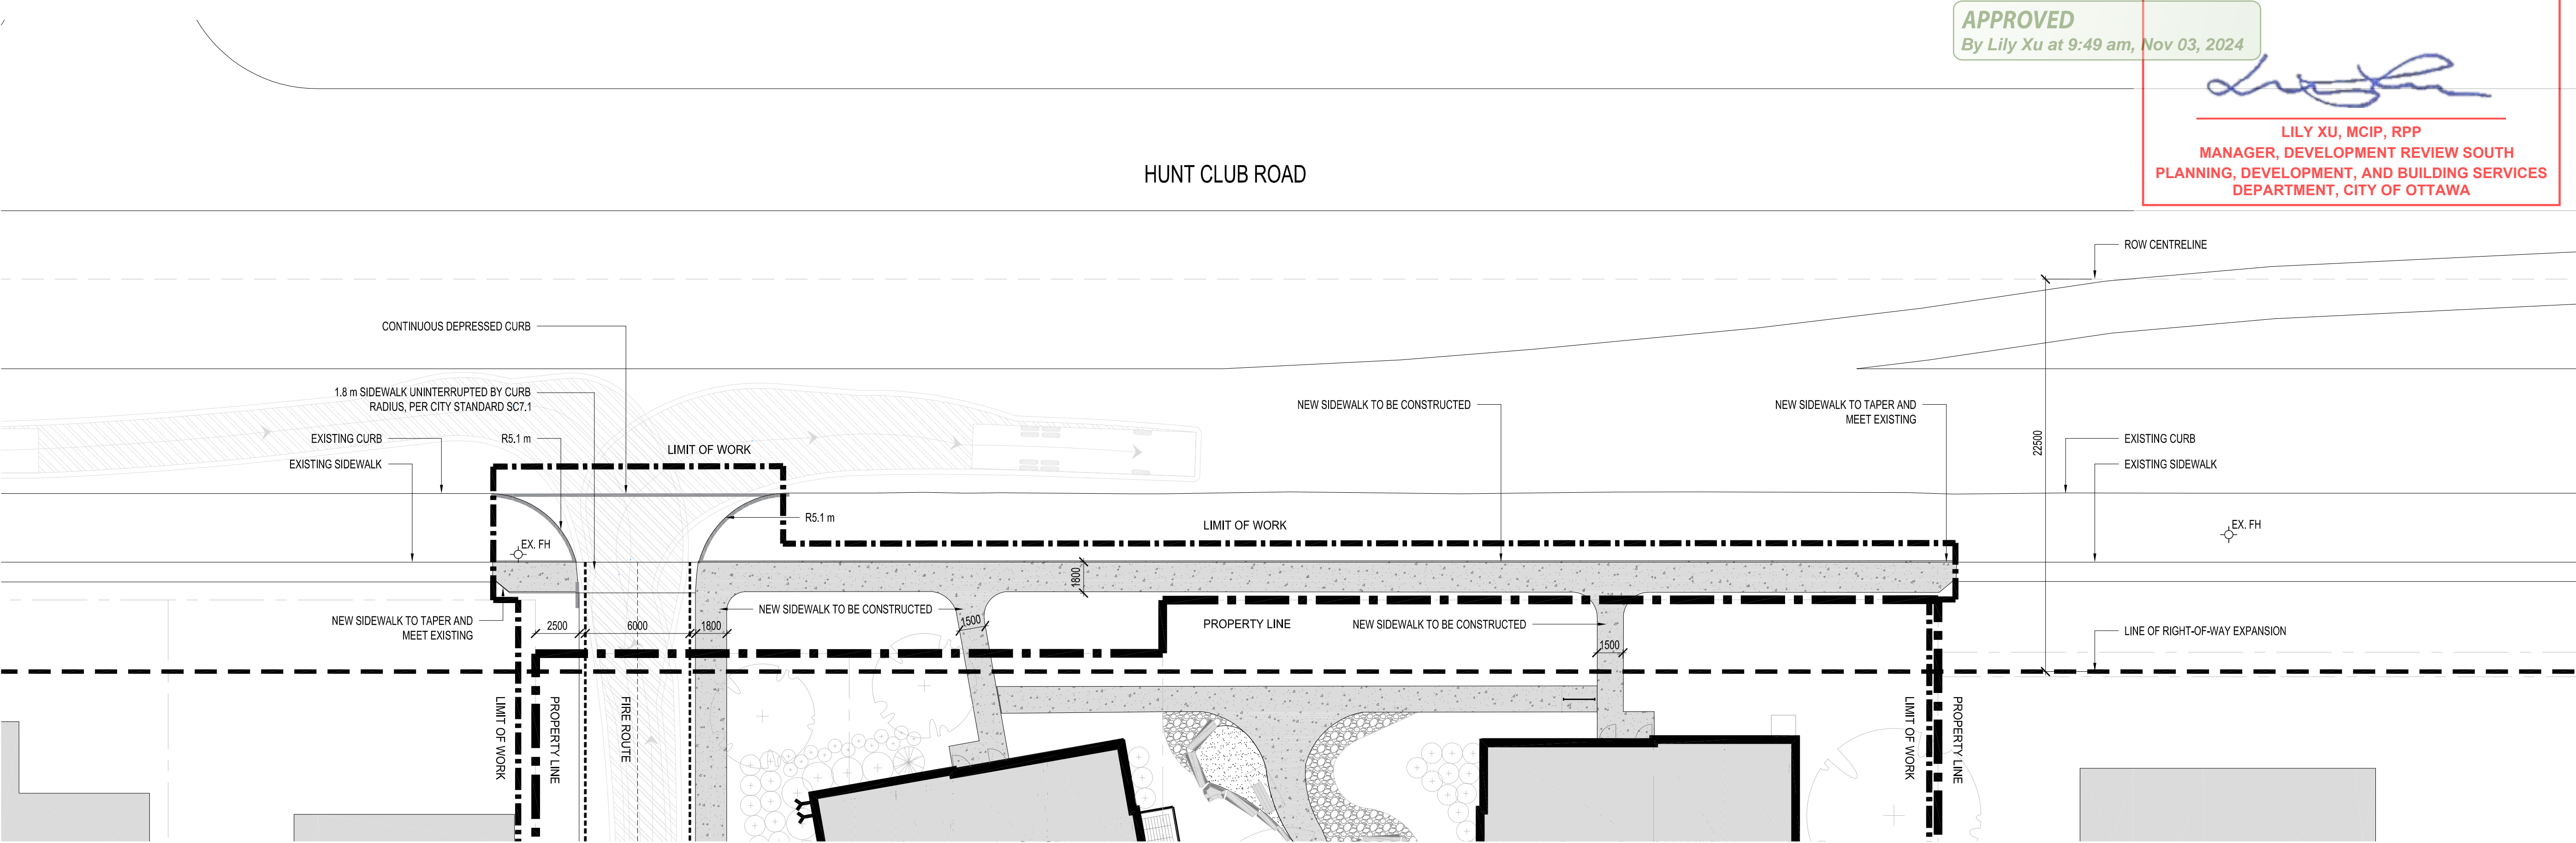 APPROVED
By Lily Xu at 9:49 am, Nov 03, 2024
LILY XU, MCIP, RPP
MANAGER, DEVELOPMENT REVIEW SOUTH
PLANNING, DEVELOPMENT, AND BUILDING SERVICES
DEPARTMENT, CITY OF OTTAWA
HUNT CLUB ROAD
ROW CENTRELINE
CONTINUOUS DEPRESSED CURB
1.8 m SIDEWALK UNINTERRUPTED BY CURB
RADIUS, PER CITY STANDARD SC7.1
NEW SIDEWALK TO BE CONSTRUCTED
NEW SIDEWALK TO TAPER AND
MEET EXISTING
EXISTING CURB
R5.1 m
LIMIT OF WORK
22500
EXISTING CURB
EXISTING SIDEWALK
EXISTING SIDEWALK
R5.1 m
LIMIT OF WORK
EX. FH
EX. FH
1800
NEW SIDEWALK TO TAPER AND
MEET EXISTING
2500
6000
1800
NEW SIDEWALK TO BE CONSTRUCTED
1500
PROPERTY LINE
NEW SIDEWALK TO BE CONSTRUCTED
1500
LINE OF RIGHT-OF-WAY EXPANSION
LIMIT OF WORK
PROPERTY LINE
FIRE ROUTE
LIMIT OF WORK
PROPERTY LINE